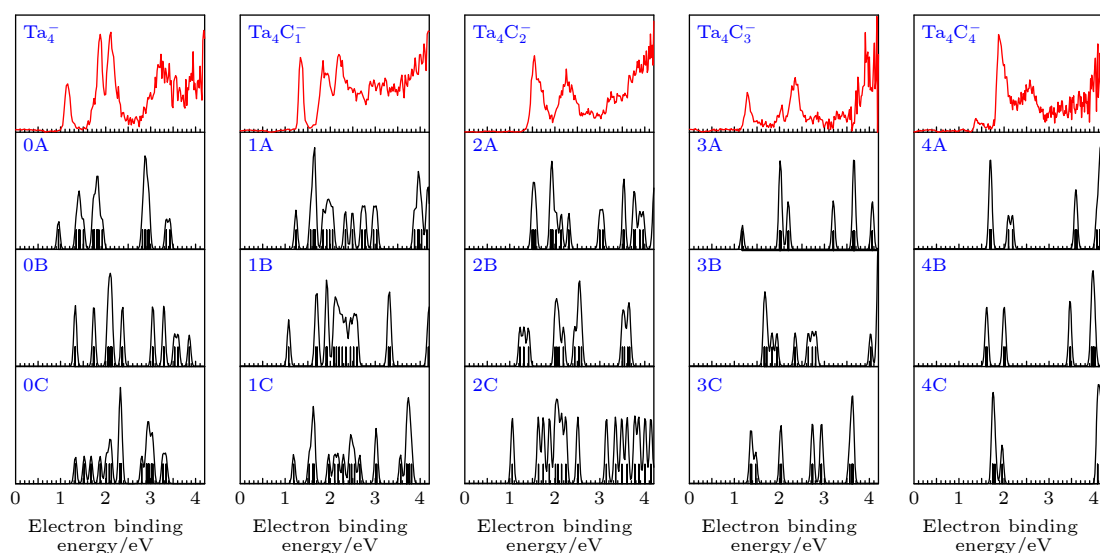 Ta₄⁻ Ta₄C₁⁻ Ta₄C₂⁻ Ta₄C₃⁻ Ta₄C₄⁻
0A 1A 2A 3A 4A
0B 1B 2B 3B 4B
0C 1C 2C 3C 4C
0 1 2 3 4 0 1 2 3 4 0 1 2 3 4 0 1 2 3 4 0 1 2 3 4
Electron binding Electron binding Electron binding Electron binding Electron binding
energy/eV energy/eV energy/eV energy/eV energy/eV